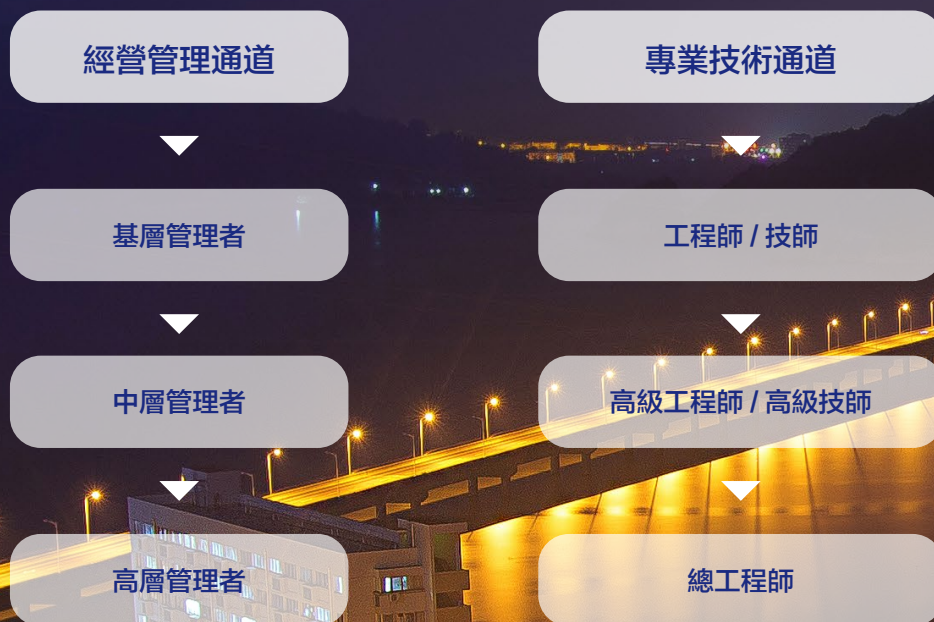 經營管理通道
基層管理者
中層管理者
高層管理者
專業技術通道
工程師 / 技師
高級工程師 / 高級技師
總工程師